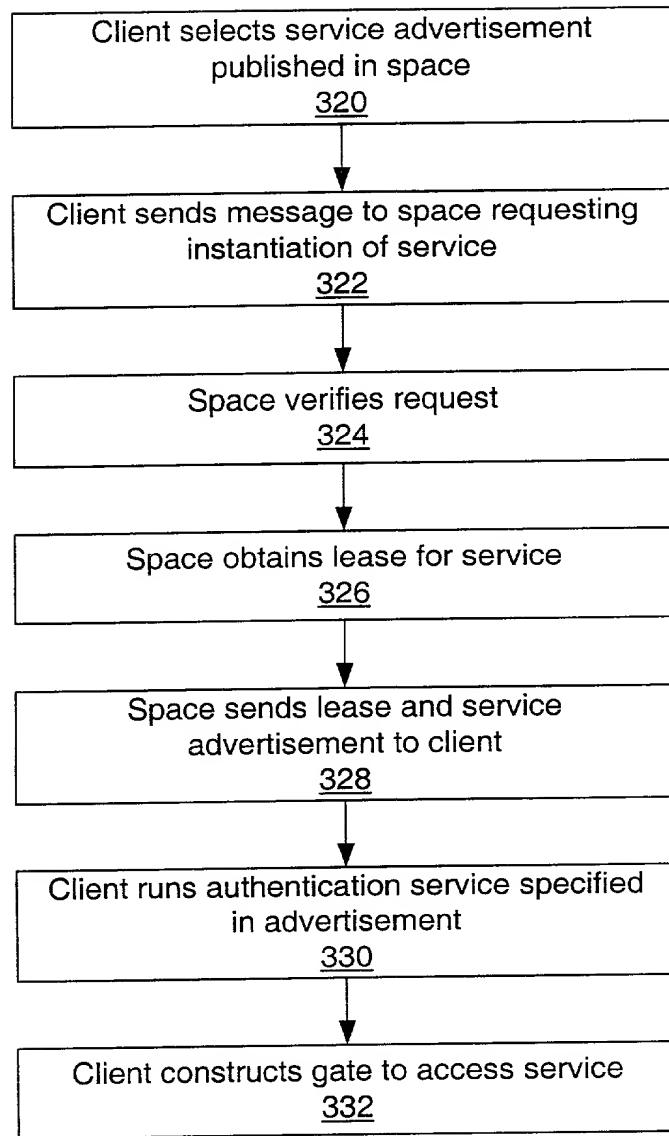 Client selects service advertisement
published in space
320
Client sends message to space requesting
instantiation of service
322
Space verifies request
324
Space obtains lease for service
326
Space sends lease and service
advertisement to client
328
Client runs authentication service specified
in advertisement
330
Client constructs gate to access service
332